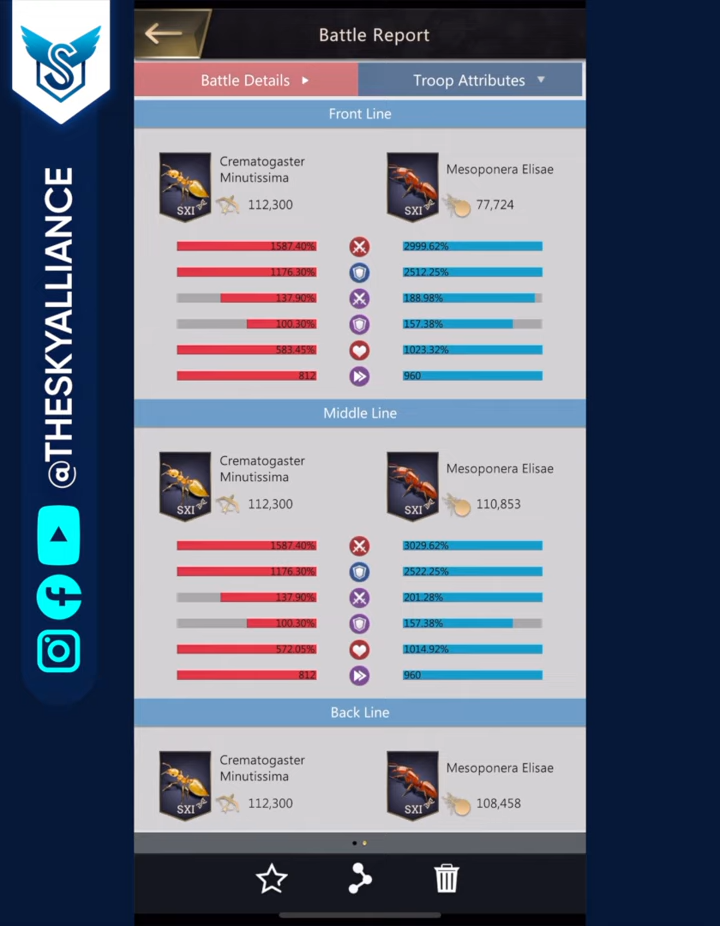 Battle Report
Battle Details
Troop Attributes
Front Line
Crematogaster
Minutissima
SXI
112,300
Mesoponera Elisae
SXI
77,724
1587.40%
2999.62%
1176.30%
2512.25%
137.90%
188.98%
100.30%
157.38%
583.45%
1023.32%
812
960
Middle Line
Crematogaster
Minutissima
SXI
112,300
Mesoponera Elisae
SXI
110,853
1587.40%
3029.62%
1176.30%
2522.25%
137.90%
201.28%
100.30%
157.38%
572.05%
1014.92%
812
960
Back Line
Crematogaster
Minutissima
SXI
112,300
Mesoponera Elisae
SXI
108,458
S
@THESKYALLIANCE